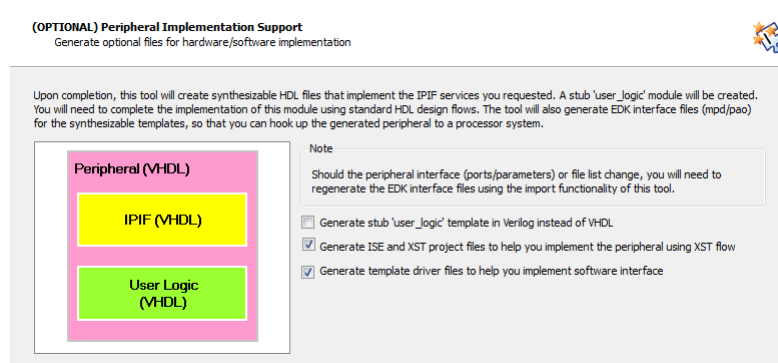 (OPTIONAL) Peripheral Implementation Support
Generate optional files for hardware/software implementation
Upon completion, this tool will create synthesizable HDL files that implement the IPIF services you requested. A stub 'user_logic' module will be created.
You will need to complete the implementation of this module using standard HDL design flows. The tool will also generate EDK interface files (mpd/pao)
for the synthesizable templates, so that you can hook up the generated peripheral to a processor system.
Peripheral (VHDL)
IPIF (VHDL)
User Logic
(VHDL)
Note
Should the peripheral interface (ports/parameters) or file list change, you will need to
regenerate the EDK interface files using the import functionality of this tool.
Generate stub 'user_logic' template in Verilog instead of VHDL
Generate ISE and XST project files to help you implement the peripheral using XST flow
Generate template driver files to help you implement software interface